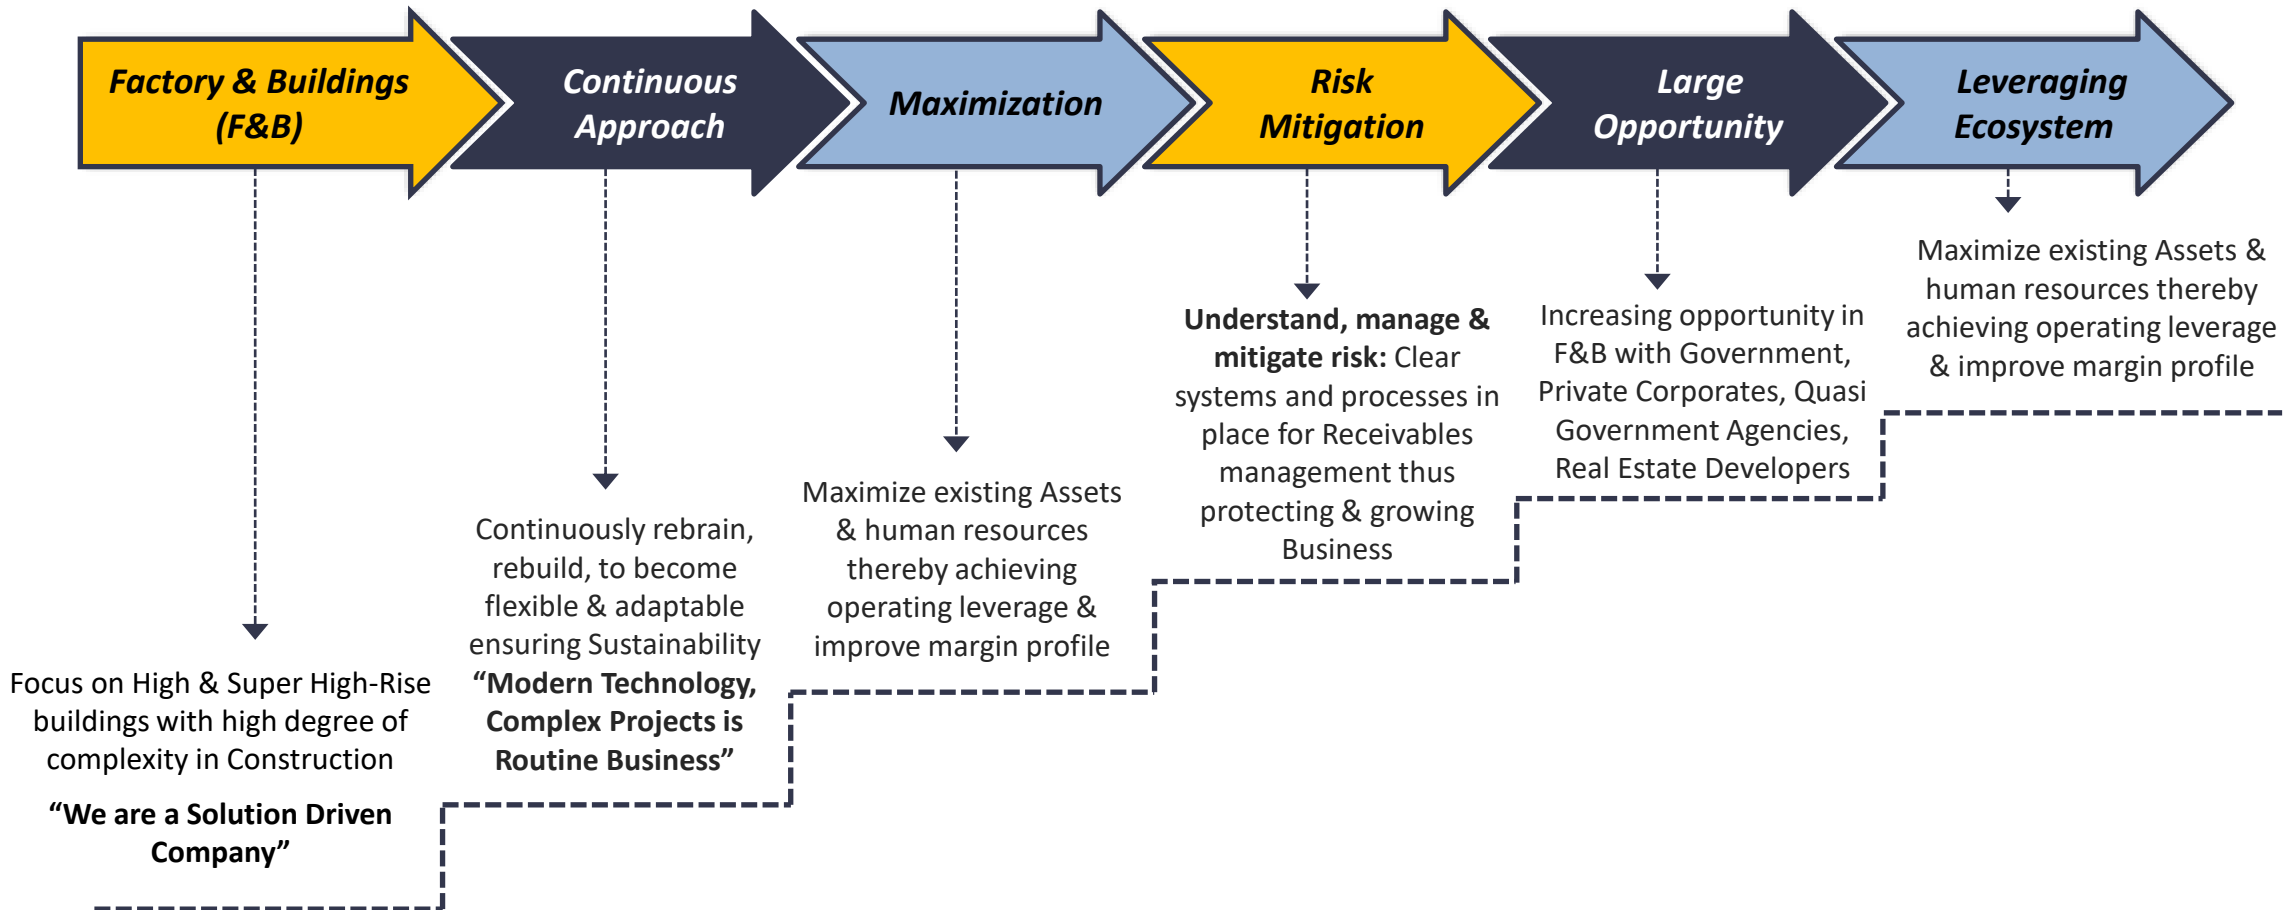 Factory & Buildings
(F&B)
Continuous
Approach
Maximization
Risk
Mitigation
Large
Opportunity
Leveraging
Ecosystem
Focus on High & Super High-Rise
buildings with high degree of
complexity in Construction
“We are a Solution Driven
Company”
Continuously rebrain,
rebuild, to become
flexible & adaptable
ensuring Sustainability
“Modern Technology,
Complex Projects is
Routine Business”
Maximize existing Assets
& human resources
thereby achieving
operating leverage &
improve margin profile
Understand, manage &
mitigate risk: Clear
systems and processes in
place for Receivables
management thus
protecting & growing
Business
Increasing opportunity in
F&B with Government,
Private Corporates, Quasi
Government Agencies,
Real Estate Developers
Maximize existing Assets &
human resources thereby
achieving operating leverage
& improve margin profile